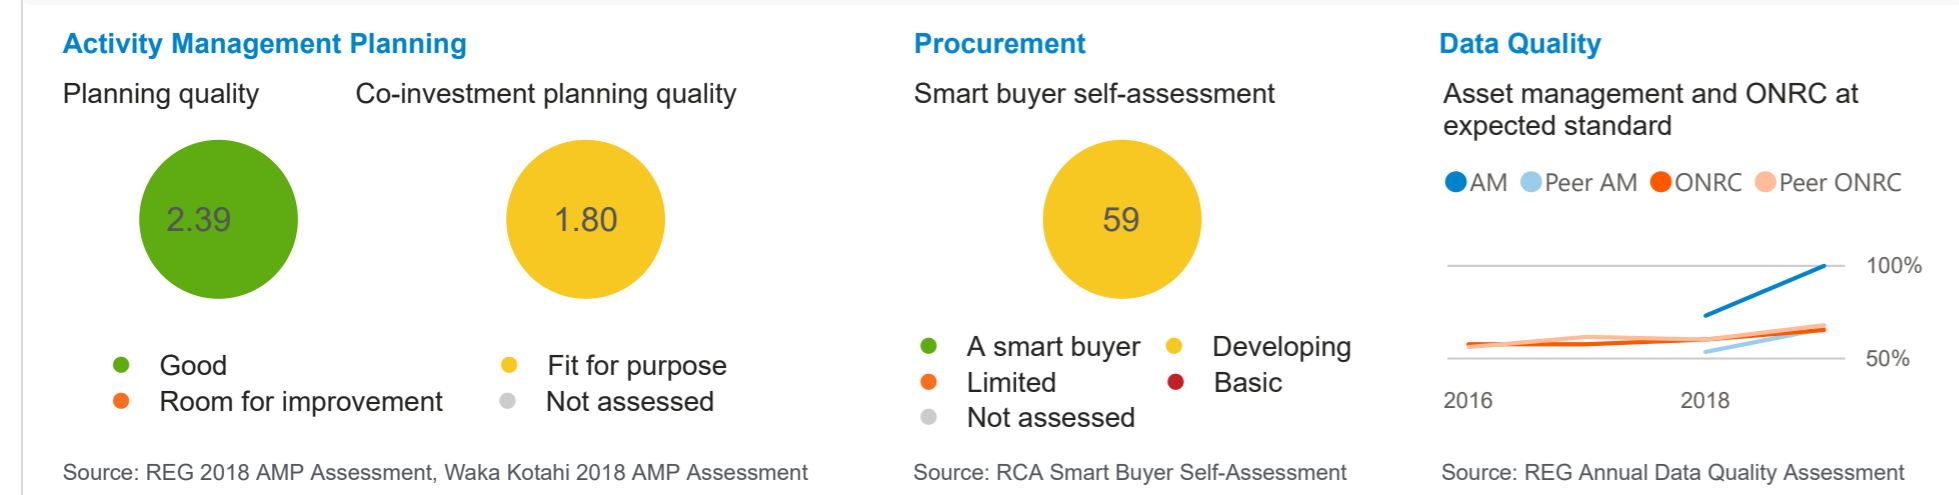 Activity Management Planning
Planning quality
Co-investment planning quality
2.39
1.80
Good
Fit for purpose
Room for improvement
Not assessed
Source: REG 2018 AMP Assessment, Waka Kotahi 2018 AMP Assessment
Procurement
Smart buyer self-assessment
59
A smart buyer
Developing
Limited
Basic
Not assessed
Source: RCA Smart Buyer Self-Assessment
Data Quality
Asset management and ONRC at
expected standard
AM Peer AM ONRC Peer ONRC
100%
50%
2016 2018
Source: REG Annual Data Quality Assessment